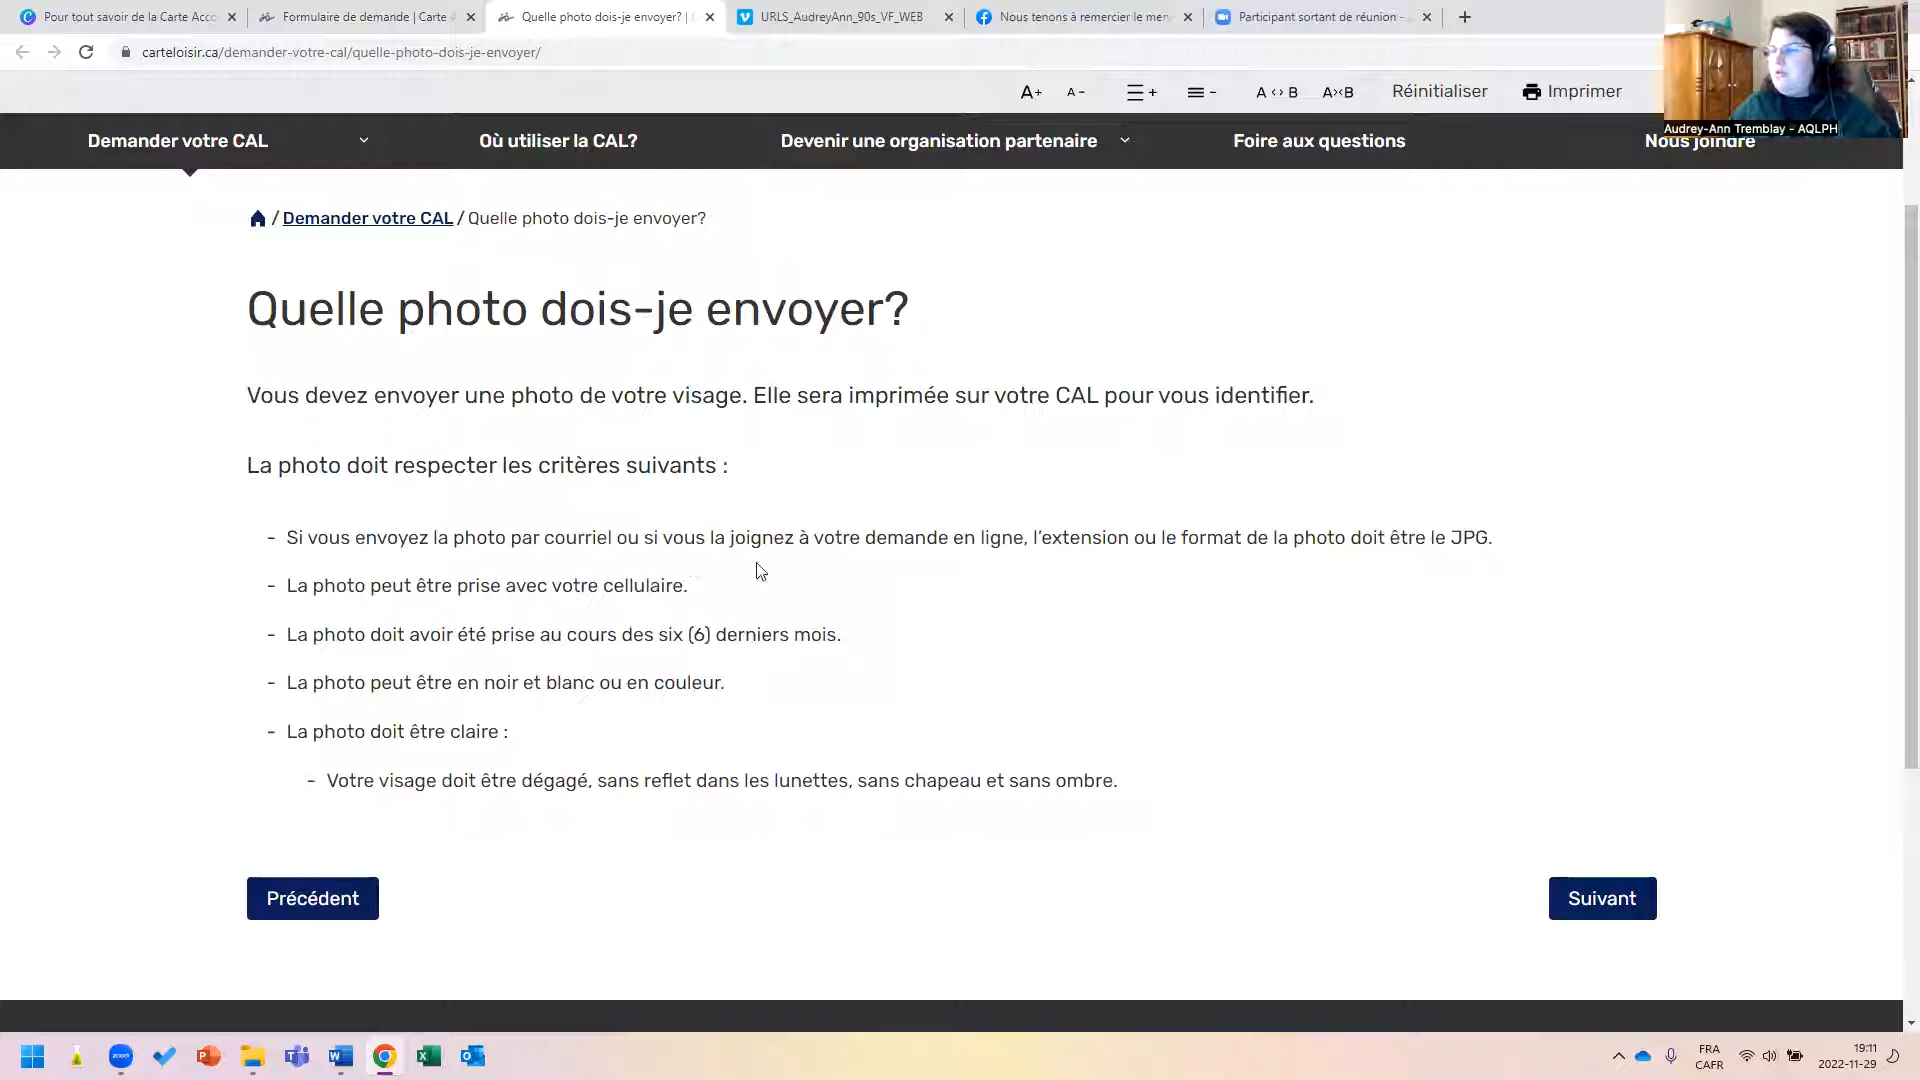 Pour tout savoir de la Carte Acco
Formulaire de demande | Carte
Quelle photo dois-je envoyer? |
URLS_AudreyAnn_90s_VF_WEB
Nous tenons à remercier le mem
Participant sortant de réunion -
carteloisir.ca/demander-votre-cal/quelle-photo-dois-je-envoyer/
A+ A- + - A<>B A><B Réinitialiser Imprimer
Audrey-Ann Tremblay - AQLPH
Demander votre CAL Où utiliser la CAL? Devenir une organisation partenaire Foire aux questions Nous joindre
/ Demander votre CAL / Quelle photo dois-je envoyer?
Quelle photo dois-je envoyer?
Vous devez envoyer une photo de votre visage. Elle sera imprimée sur votre CAL pour vous identifier.
La photo doit respecter les critères suivants :
- Si vous envoyez la photo par courriel ou si vous la joignez à votre demande en ligne, l'extension ou le format de la photo doit être le JPG.
- La photo peut être prise avec votre cellulaire.
- La photo doit avoir été prise au cours des six (6) derniers mois.
- La photo peut être en noir et blanc ou en couleur.
- La photo doit être claire :
- Votre visage doit être dégagé, sans reflet dans les lunettes, sans chapeau et sans ombre.
Précédent
Suivant
zoom
FRA
CAFR
19:11
2022-11-29